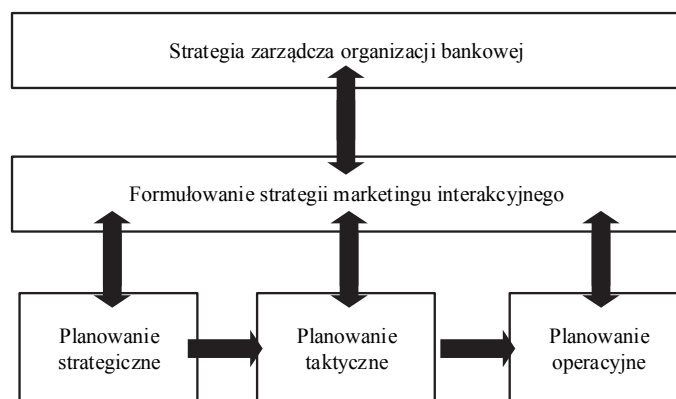 Strategia zarządcza organizacji bankowej
Formułowanie strategii marketingu interakcyjnego
Planowanie
strategiczne
Planowanie
taktyczne
Planowanie
operacyjne